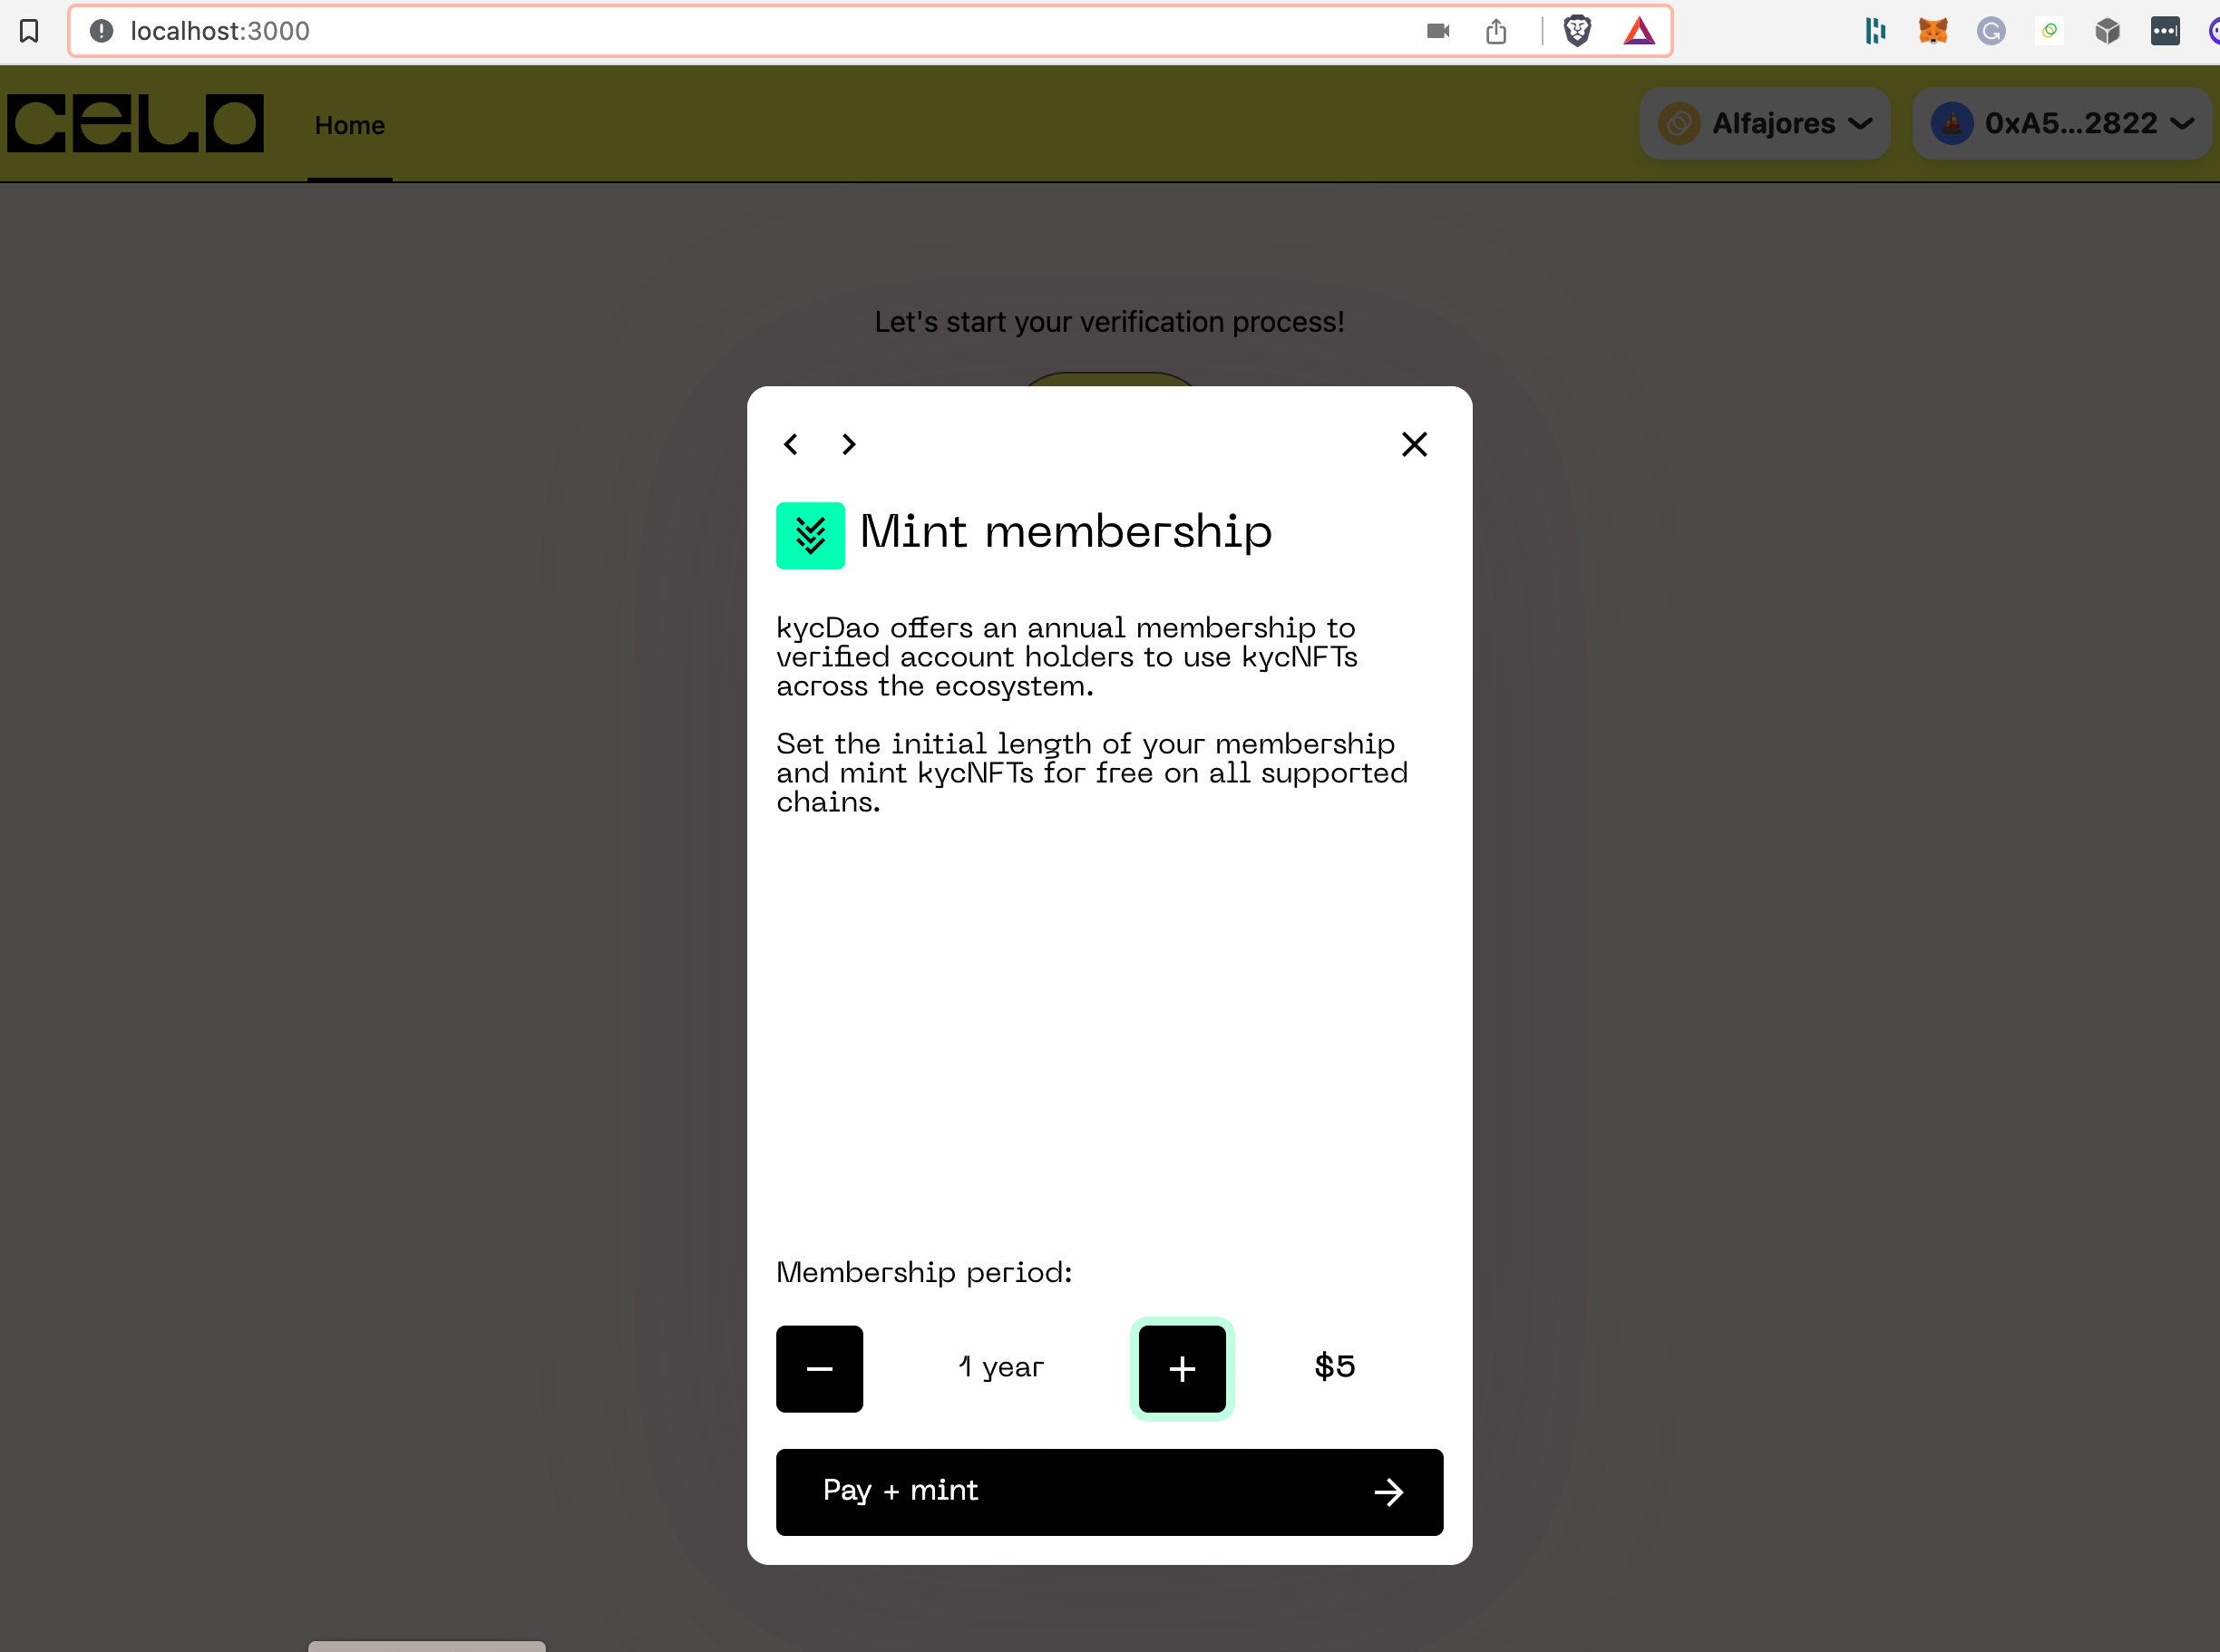 localhost:3000
CELO
Home
Alfajores
0xA5...2822
Let's start your verification process!
Mint membership
kycDao offers an annual membership to
verified account holders to use kycNFTs
across the ecosystem.
Set the initial length of your membership
and mint kycNFTs for free on all supported
chains.
Membership period:
1 year
$5
Pay + mint